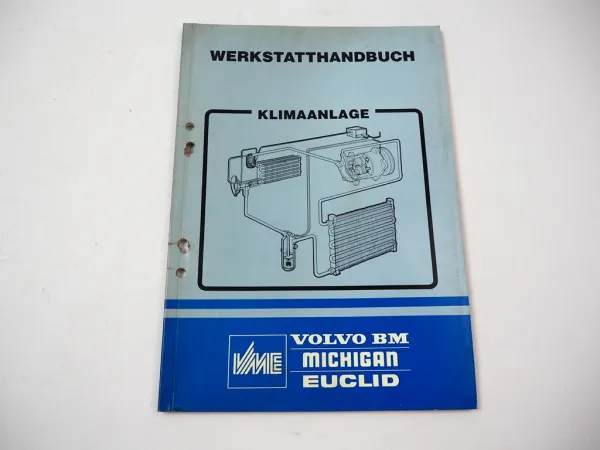 WERKSTATTHANDBUCH
KLIMAANLAGE
VME
VOLVO BM
MICHIGAN
EUCLID